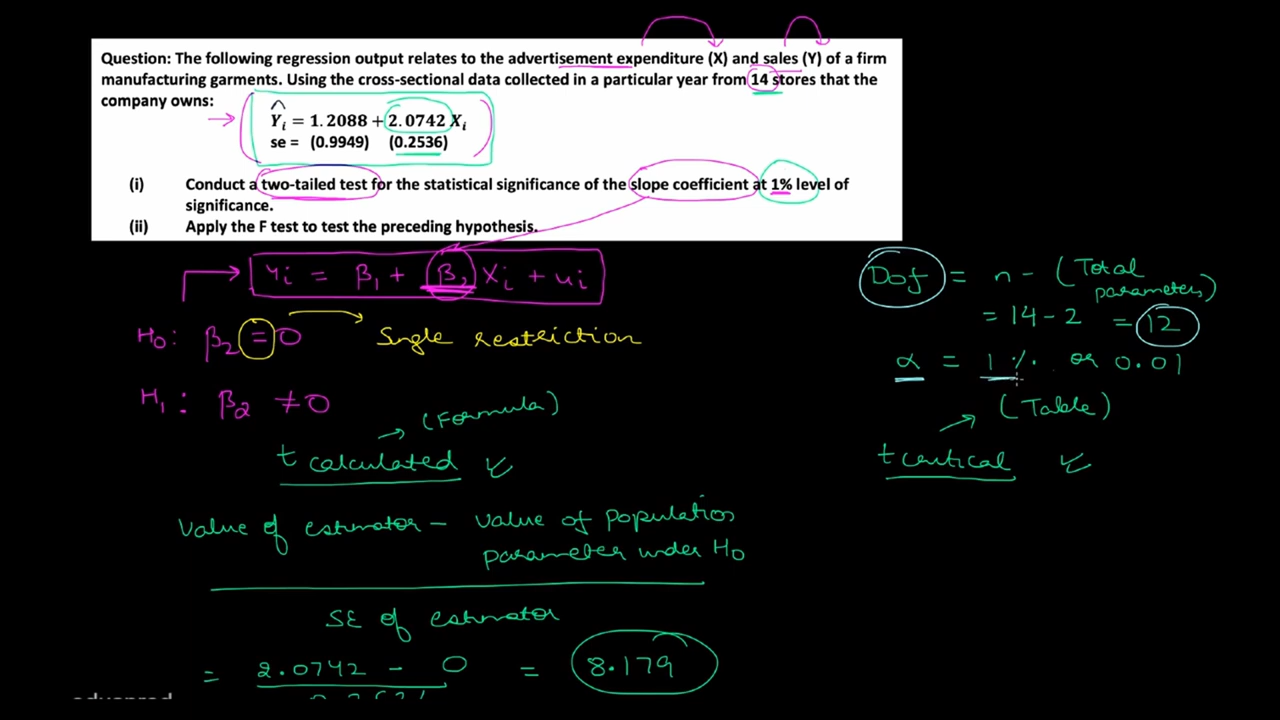 Question: The following regression output relates to the advertisement expenditure (X) and sales (Y) of a firm
manufacturing garments. Using the cross-sectional data collected in a particular year from 14 stores that the
company owns:
Ŷi = 1.2088 + 2.0742 Xi
se = (0.9949) (0.2536)
(i) Conduct a two-tailed test for the statistical significance of the slope coefficient at 1% level of
significance.
(ii) Apply the F test to test the preceding hypothesis.
Yi = β1 + β2 Xi + ui
H0: β2 = 0 → Single restriction
H1: β2 ≠ 0
(Formula)
t calculated
Value of estimator – value of population
parameter under H0
SE of estimator
= 2.0742 - 0 = 8.179
Dof = n - (Total
parameters)
= 14 - 2 = 12
α = 1 % or 0.01
(Table)
t critical